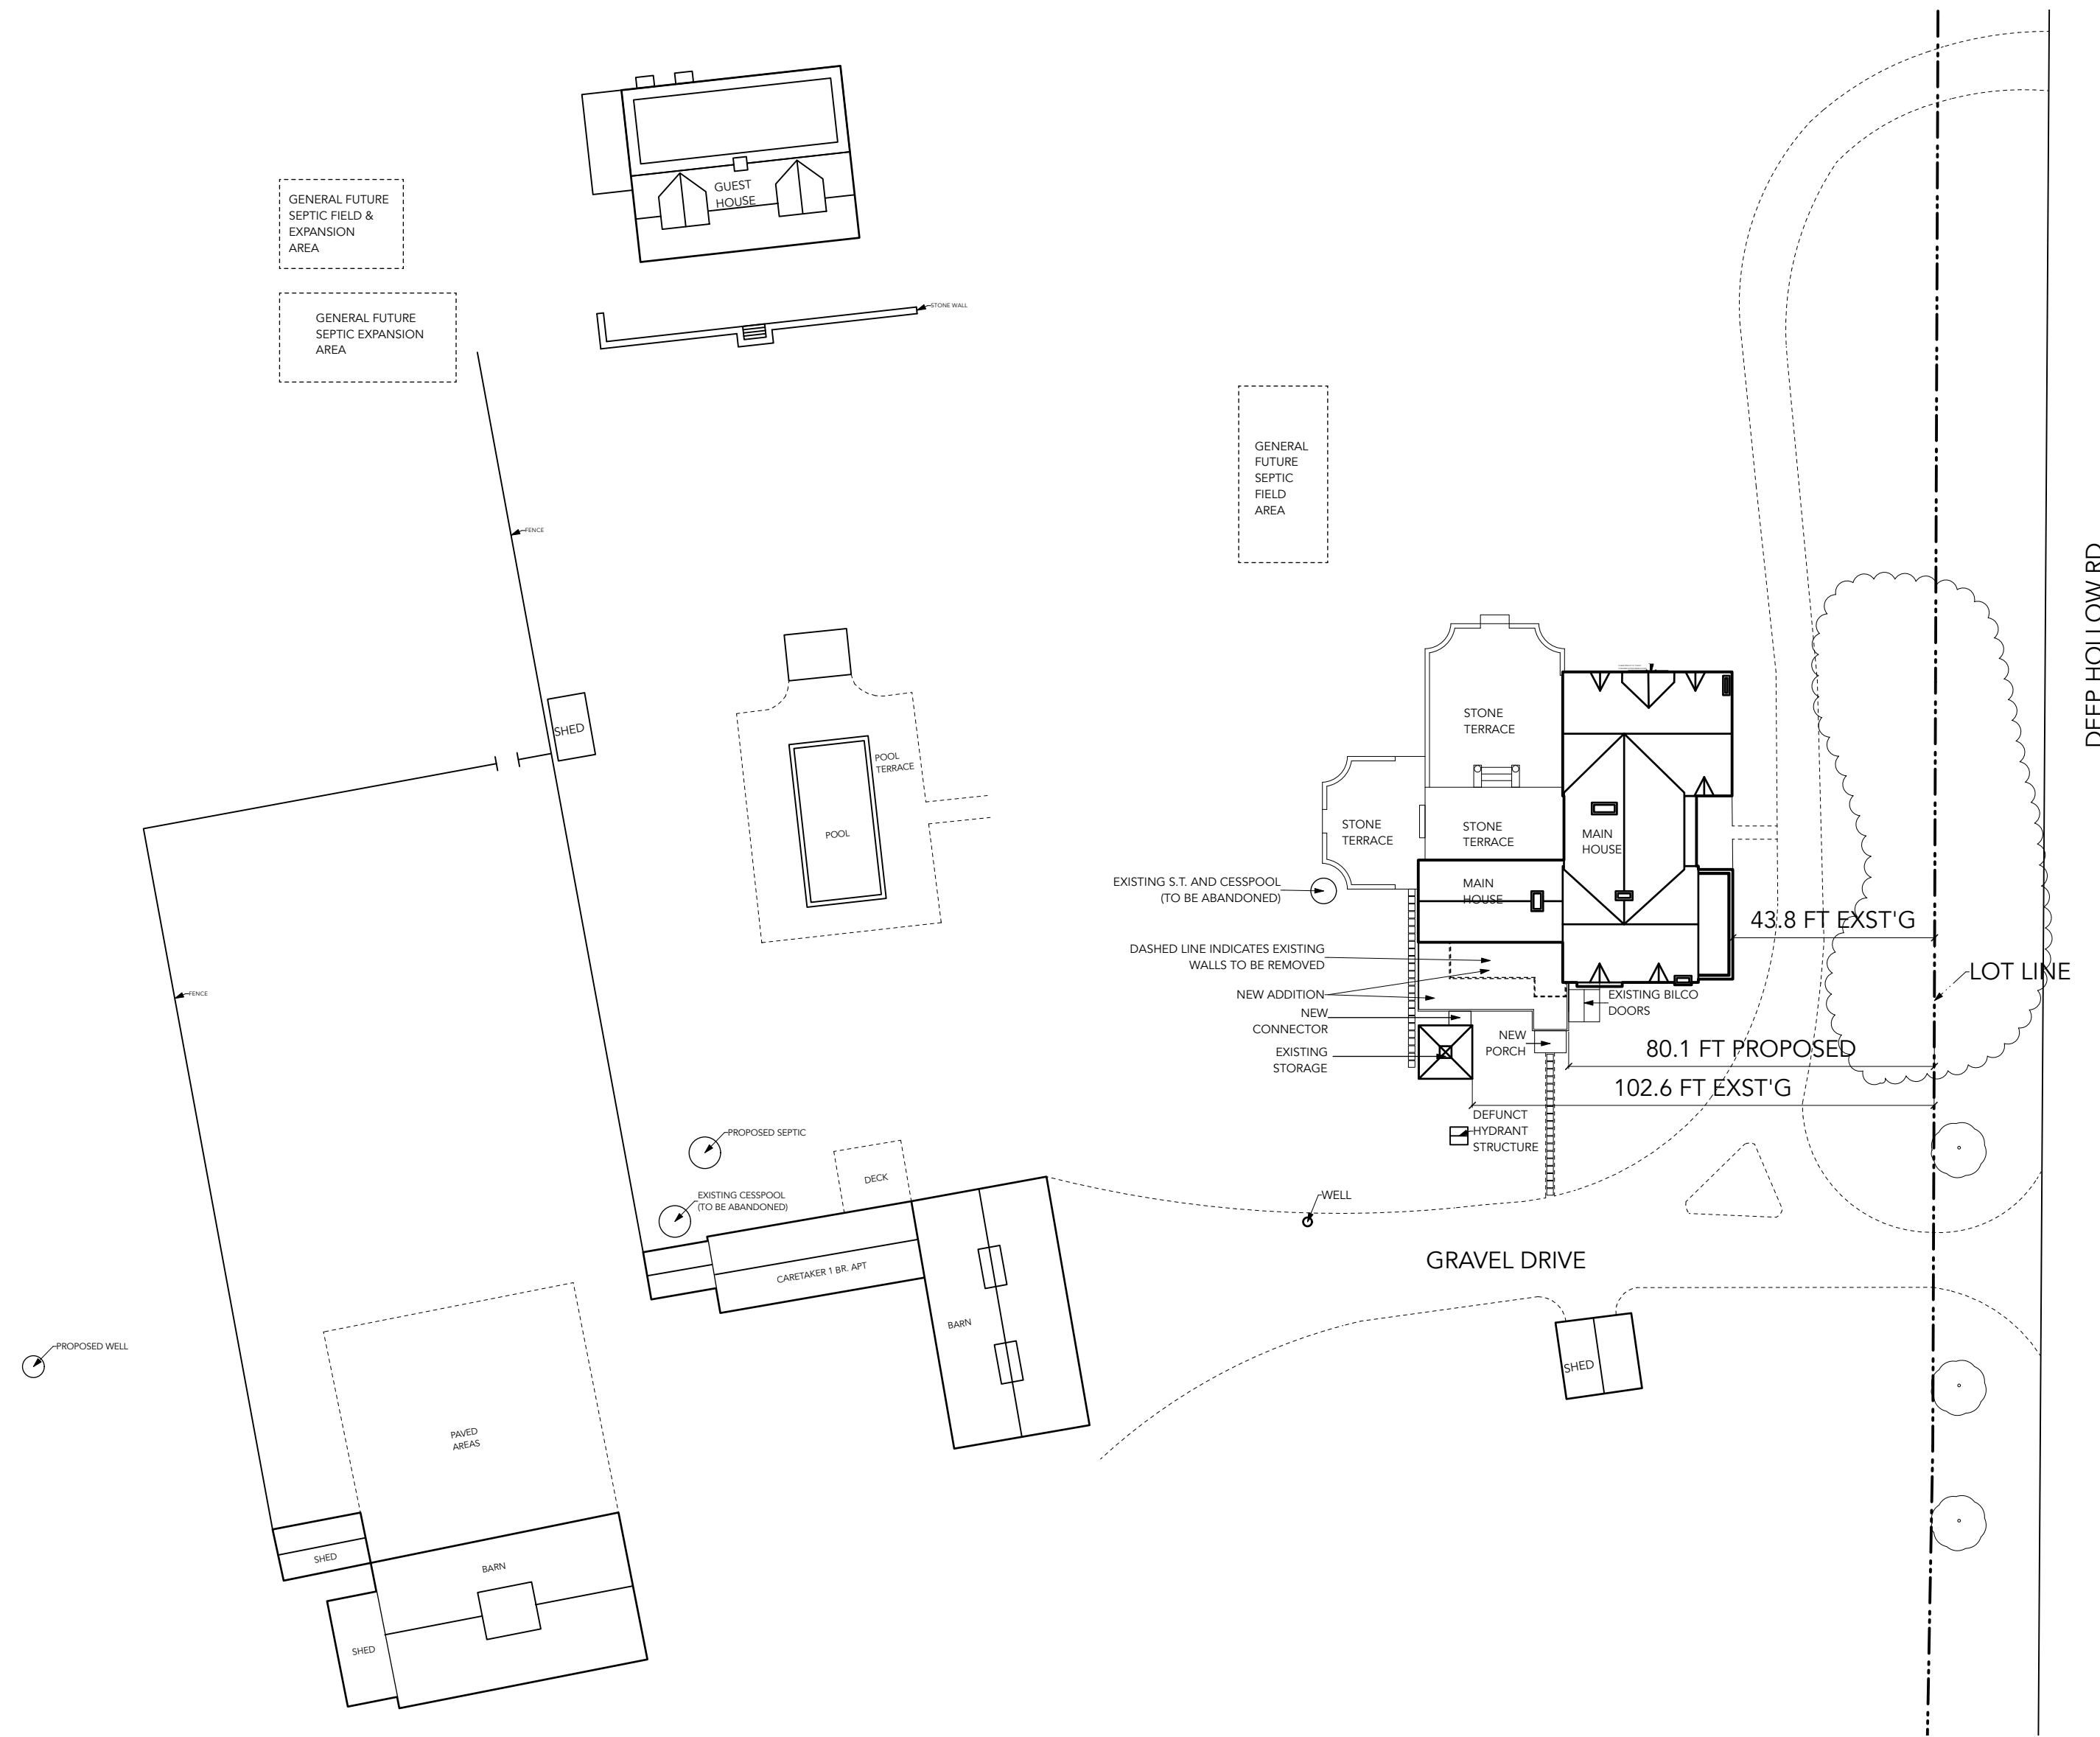 GUEST
HOUSE
GENERAL FUTURE
SEPTIC FIELD &
EXPANSION
AREA
GENERAL FUTURE
SEPTIC EXPANSION
AREA
STONE WALL
GENERAL
FUTURE
SEPTIC
FIELD
AREA
FENCE
DEEP HOLLOW RD
SHED
POOL
TERRACE
POOL
STONE
TERRACE
STONE
TERRACE
STONE
TERRACE
MAIN
HOUSE
MAIN
HOUSE
EXISTING S.T. AND CESSPOOL
(TO BE ABANDONED)
43.8 FT EXST'G
DASHED LINE INDICATES EXISTING
WALLS TO BE REMOVED
LOT LINE
NEW ADDITION
EXISTING BILCO
DOORS
NEW
CONNECTOR
NEW
PORCH
EXISTING
STORAGE
80.1 FT PROPOSED
102.6 FT EXST'G
DEFUNCT
HYDRANT
STRUCTURE
FENCE
PROPOSED SEPTIC
DECK
EXISTING CESSPOOL
(TO BE ABANDONED)
WELL
GRAVEL DRIVE
CARETAKER 1 BR. APT
BARN
SHED
PROPOSED WELL
PAVED
AREAS
SHED
BARN
SHED